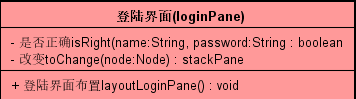 登陆界面(loginPane)
- 是否正确isRight(name:String, password:String : boolean
- 改变toChange(node:Node) : stackPane
+ 登陆界面布置layoutLoginPane() : void